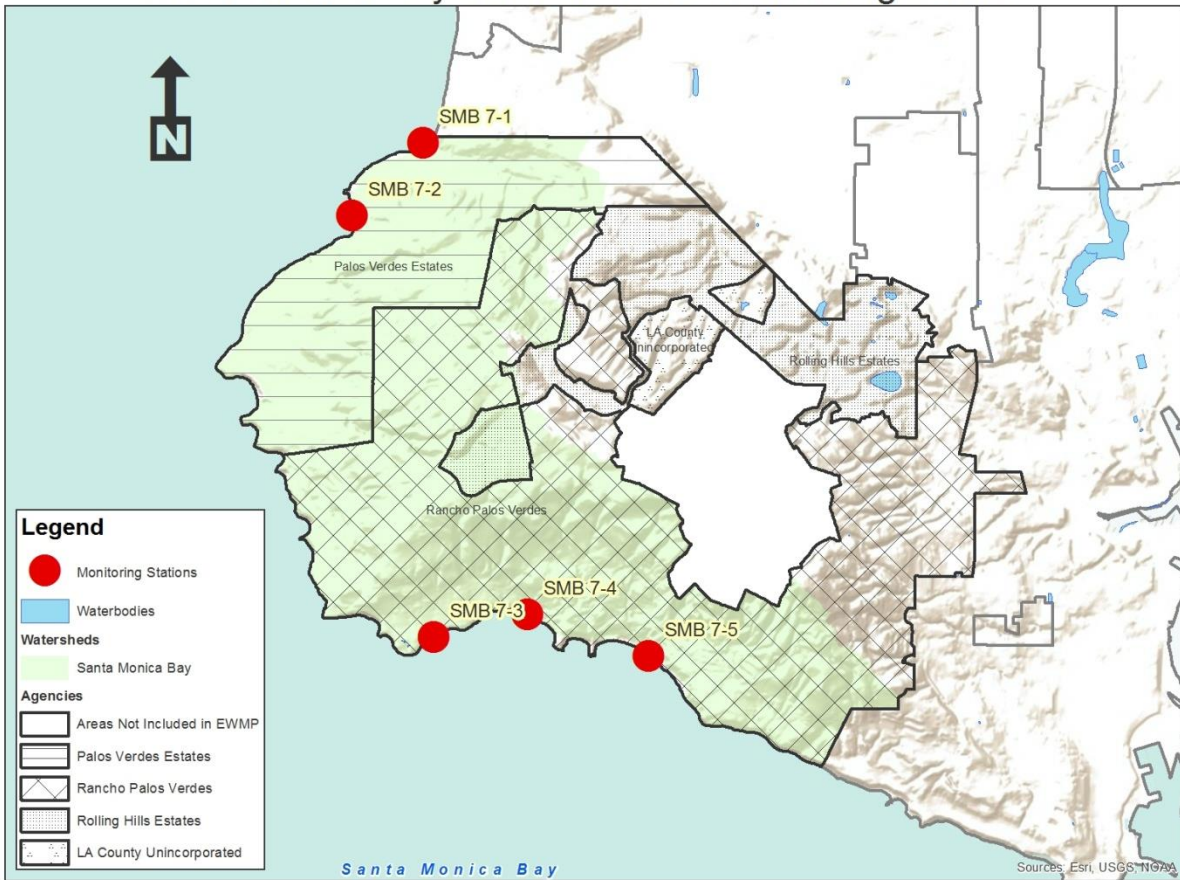 SMB 7-1
N
SMB 7-2
Palos Verdes Estates
LA County
Unincorporated
Rolling Hills Estates
Rancho Palos Verdes
SMB 7-4
SMB 7-3
SMB 7-5
Legend
Monitoring Stations
Waterbodies
Watersheds
Santa Monica Bay
Agencies
Areas Not Included in EWMP
Palos Verdes Estates
Rancho Palos Verdes
Rolling Hills Estates
LA County Unincorporated
Santa Monica Bay
Sources: Esri, USGS, NOAA